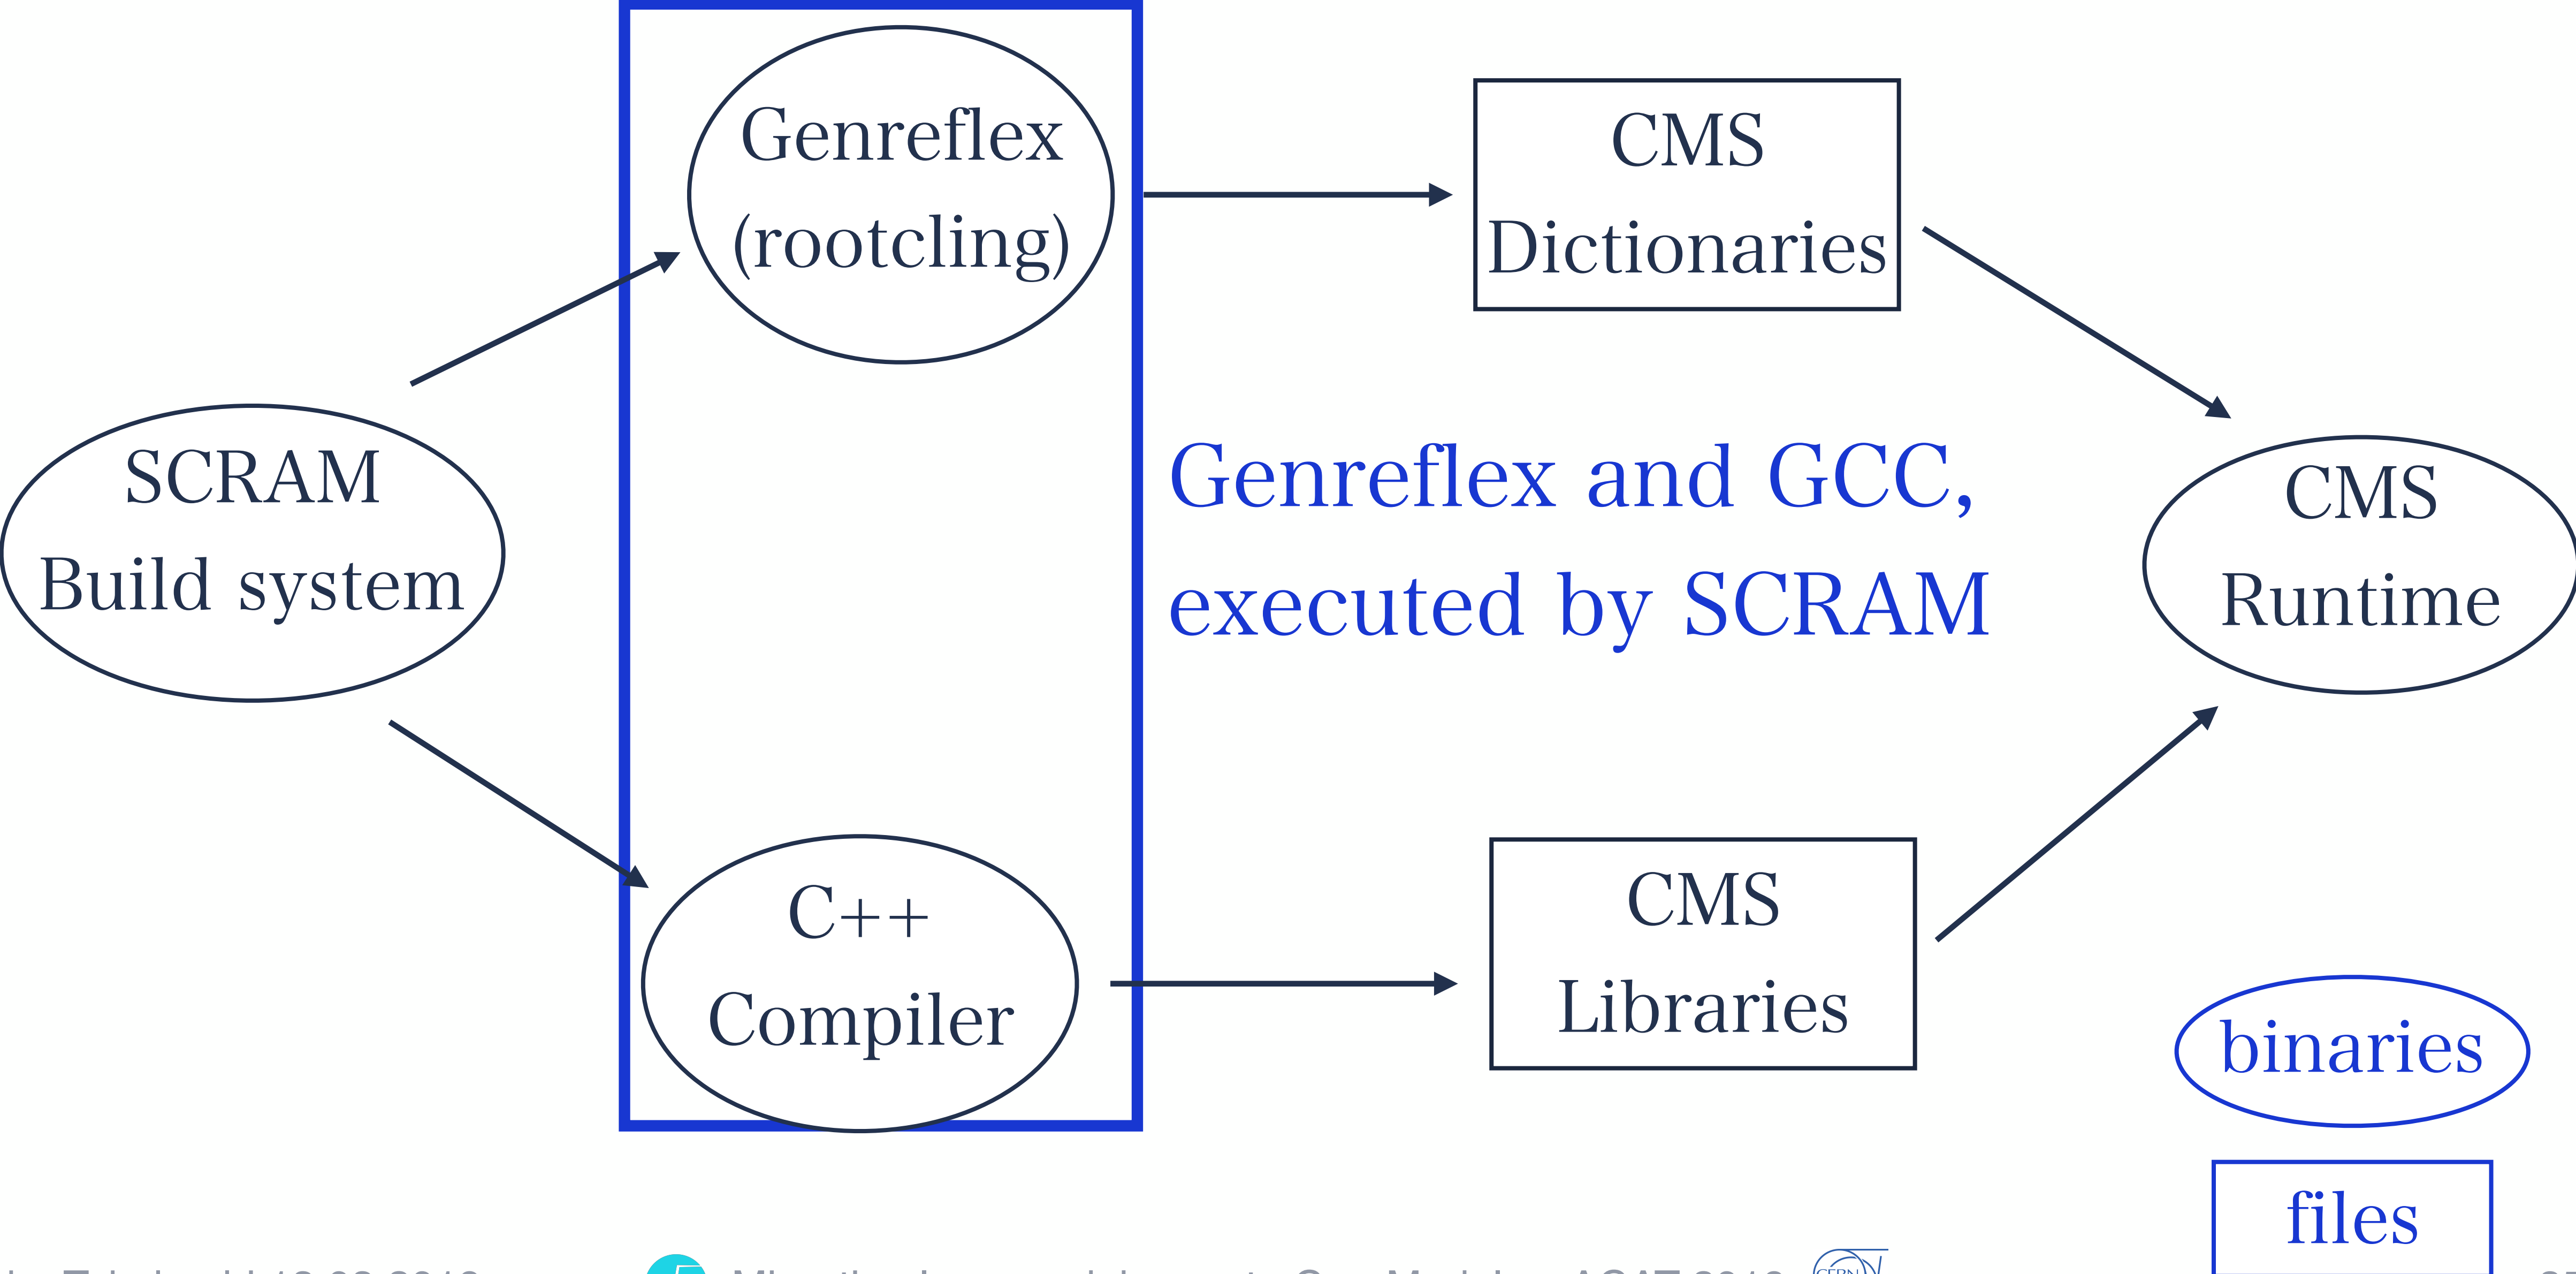 Genreflex
(rootcling)
CMS
Dictionaries
SCRAM
Build system
Genreflex and GCC,
executed by SCRAM
CMS
Runtime
C++
Compiler
CMS
Libraries
binaries
files
CERN